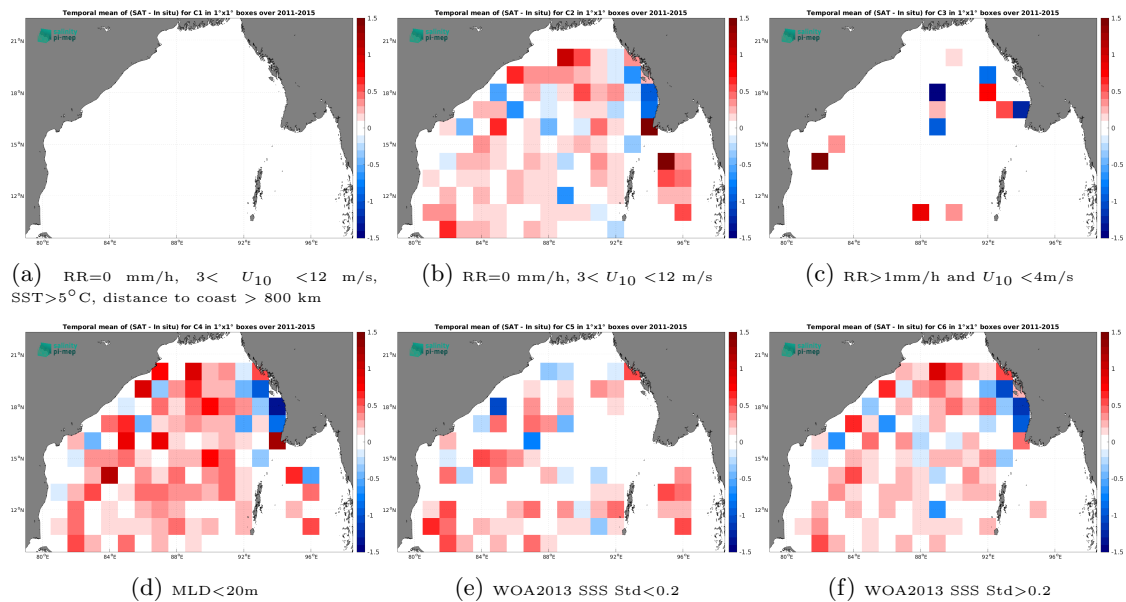 Temporal mean of (SAT - In situ) for C1 in 1°x1° boxes over 2011-2015
Temporal mean of (SAT - In situ) for C2 in 1°x1° boxes over 2011-2015
Temporal mean of (SAT - In situ) for C3 in 1°x1° boxes over 2011-2015
pi-mep
pi-mep
pi-mep
21°N
18°N
15°N
12°N
80°E 84°E 88°E 92°E 96°E
1.5
1
0.5
0
-0.5
-1
-1.5
21°N
18°N
15°N
12°N
80°E 84°E 88°E 92°E 96°E
1.5
1
0.5
0
-0.5
-1
-1.5
21°N
18°N
15°N
12°N
80°E 84°E 88°E 92°E 96°E
1.5
1
0.5
0
-0.5
-1
-1.5
(a) RR=0 mm/h, 3< U10 <12 m/s,
SST>5°C, distance to coast > 800 km
(b) RR=0 mm/h, 3< U10 <12 m/s
(c) RR>1mm/h and U10 <4m/s
Temporal mean of (SAT - In situ) for C4 in 1°x1° boxes over 2011-2015
Temporal mean of (SAT - In situ) for C5 in 1°x1° boxes over 2011-2015
Temporal mean of (SAT - In situ) for C6 in 1°x1° boxes over 2011-2015
pi-mep
pi-mep
pi-mep
21°N
18°N
15°N
12°N
80°E 84°E 88°E 92°E 96°E
1.5
1
0.5
0
-0.5
-1
-1.5
21°N
18°N
15°N
12°N
80°E 84°E 88°E 92°E 96°E
1.5
1
0.5
0
-0.5
-1
-1.5
21°N
18°N
15°N
12°N
80°E 84°E 88°E 92°E 96°E
1.5
1
0.5
0
-0.5
-1
-1.5
(d) MLD<20m
(e) WOA2013 SSS Std<0.2
(f) WOA2013 SSS Std>0.2